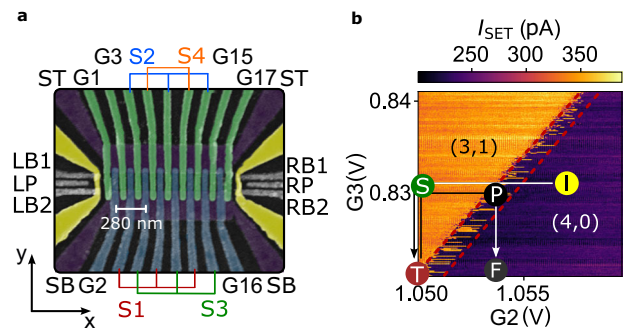 a
G3 S2 S4 G15
ST G1 G17 ST
LB1
LP
LB2
RB1
RP
RB2
280 nm
y
x
SB G2 G16 SB
S1 S3
b
I_SET (pA)
250 300 350
0.84
0.83
G3(V)
(3,1)
(4,0)
S
P
I
T
F
1.050 1.055
G2(V)